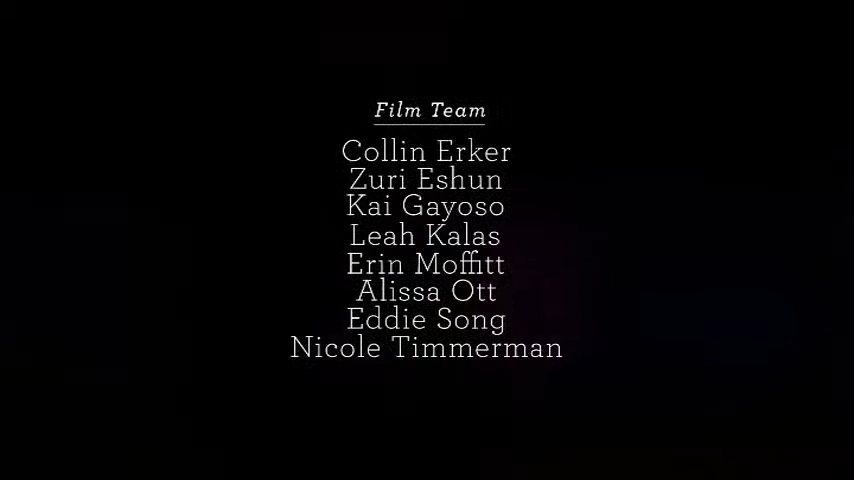 Film Team
Collin Erker
Zuri Eshun
Kai Gayoso
Leah Kalas
Erin Moffitt
Alissa Ott
Eddie Song
Nicole Timmerman